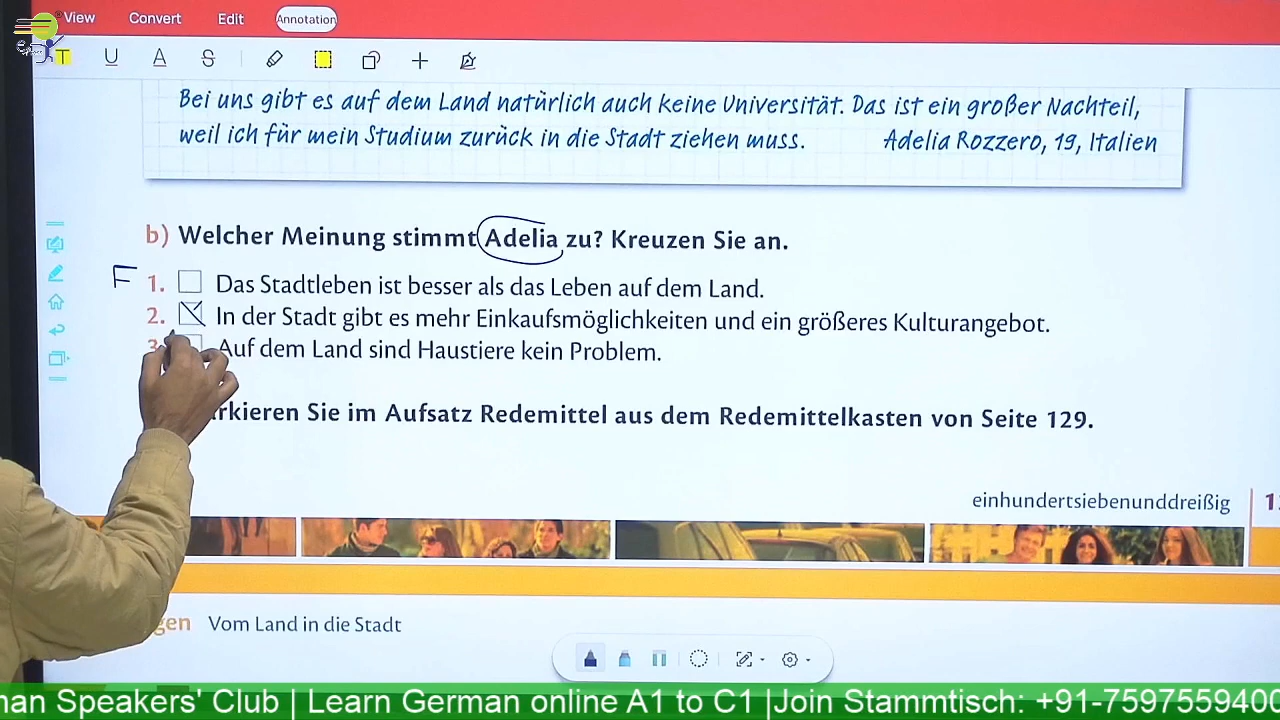 View Convert Edit Annotation
T U A S
Bei uns gibt es auf dem Land natürlich auch keine Universität. Das ist ein großer Nachteil,
weil ich für mein Studium zurück in die Stadt ziehen muss. Adelia Rozzero, 19, Italien
b) Welcher Meinung stimmt Adelia zu? Kreuzen Sie an.
F 1. Das Stadtleben ist besser als das Leben auf dem Land.
2. In der Stadt gibt es mehr Einkaufsmöglichkeiten und ein größeres Kulturangebot.
3 Auf dem Land sind Haustiere kein Problem.
rkieren Sie im Aufsatz Redemittel aus dem Redemittelkasten von Seite 129.
einhundertsiebenunddreißig
gen Vom Land in die Stadt
man Speakers' Club | Learn German online A1 to C1 |Join Stammtisch: +91-7597559400